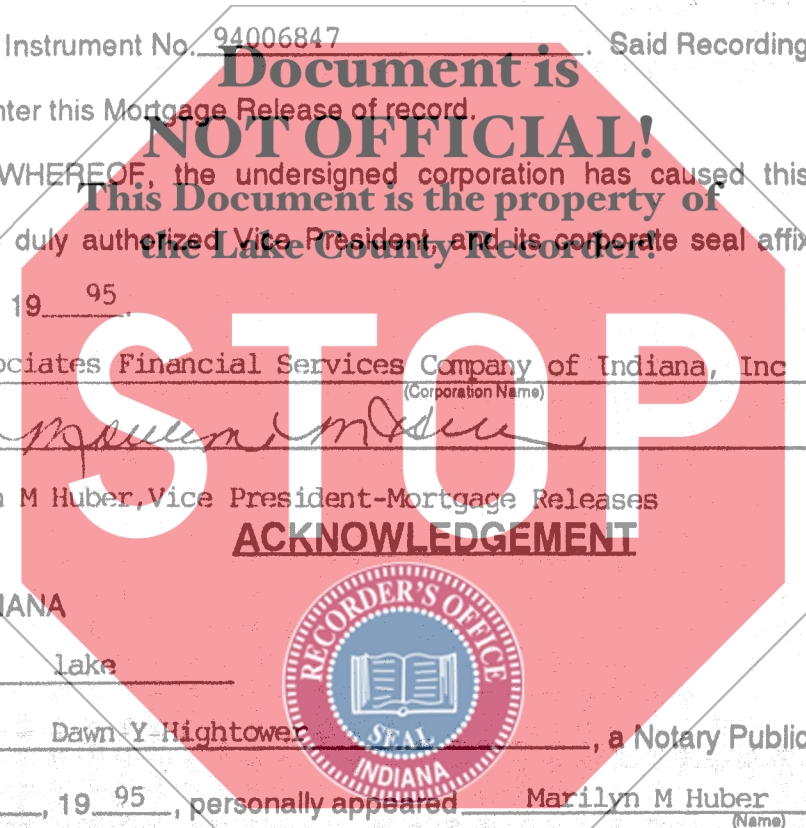 Instrument No. 94006847 . Said Recording
Document is
nter this Mortgage Release of record.
NOT OFFICIAL!
WHEREOF, the undersigned corporation has caused this
This Document is the property of
duly authorized Vice President, and its corporate seal affix
the Lake County Recorder!
19 95 .
ociates Financial Services Company of Indiana, Inc
(Corporation Name)
STOP
M Huber, Vice President-Mortgage Releases
ACKNOWLEDGEMENT
IANA
RECORDER'S OFFICE
lake
SEAL
Dawn Y Hightower , a Notary Public
INDIANA
, 19 95 , personally appeared Marilyn M Huber
(Name)